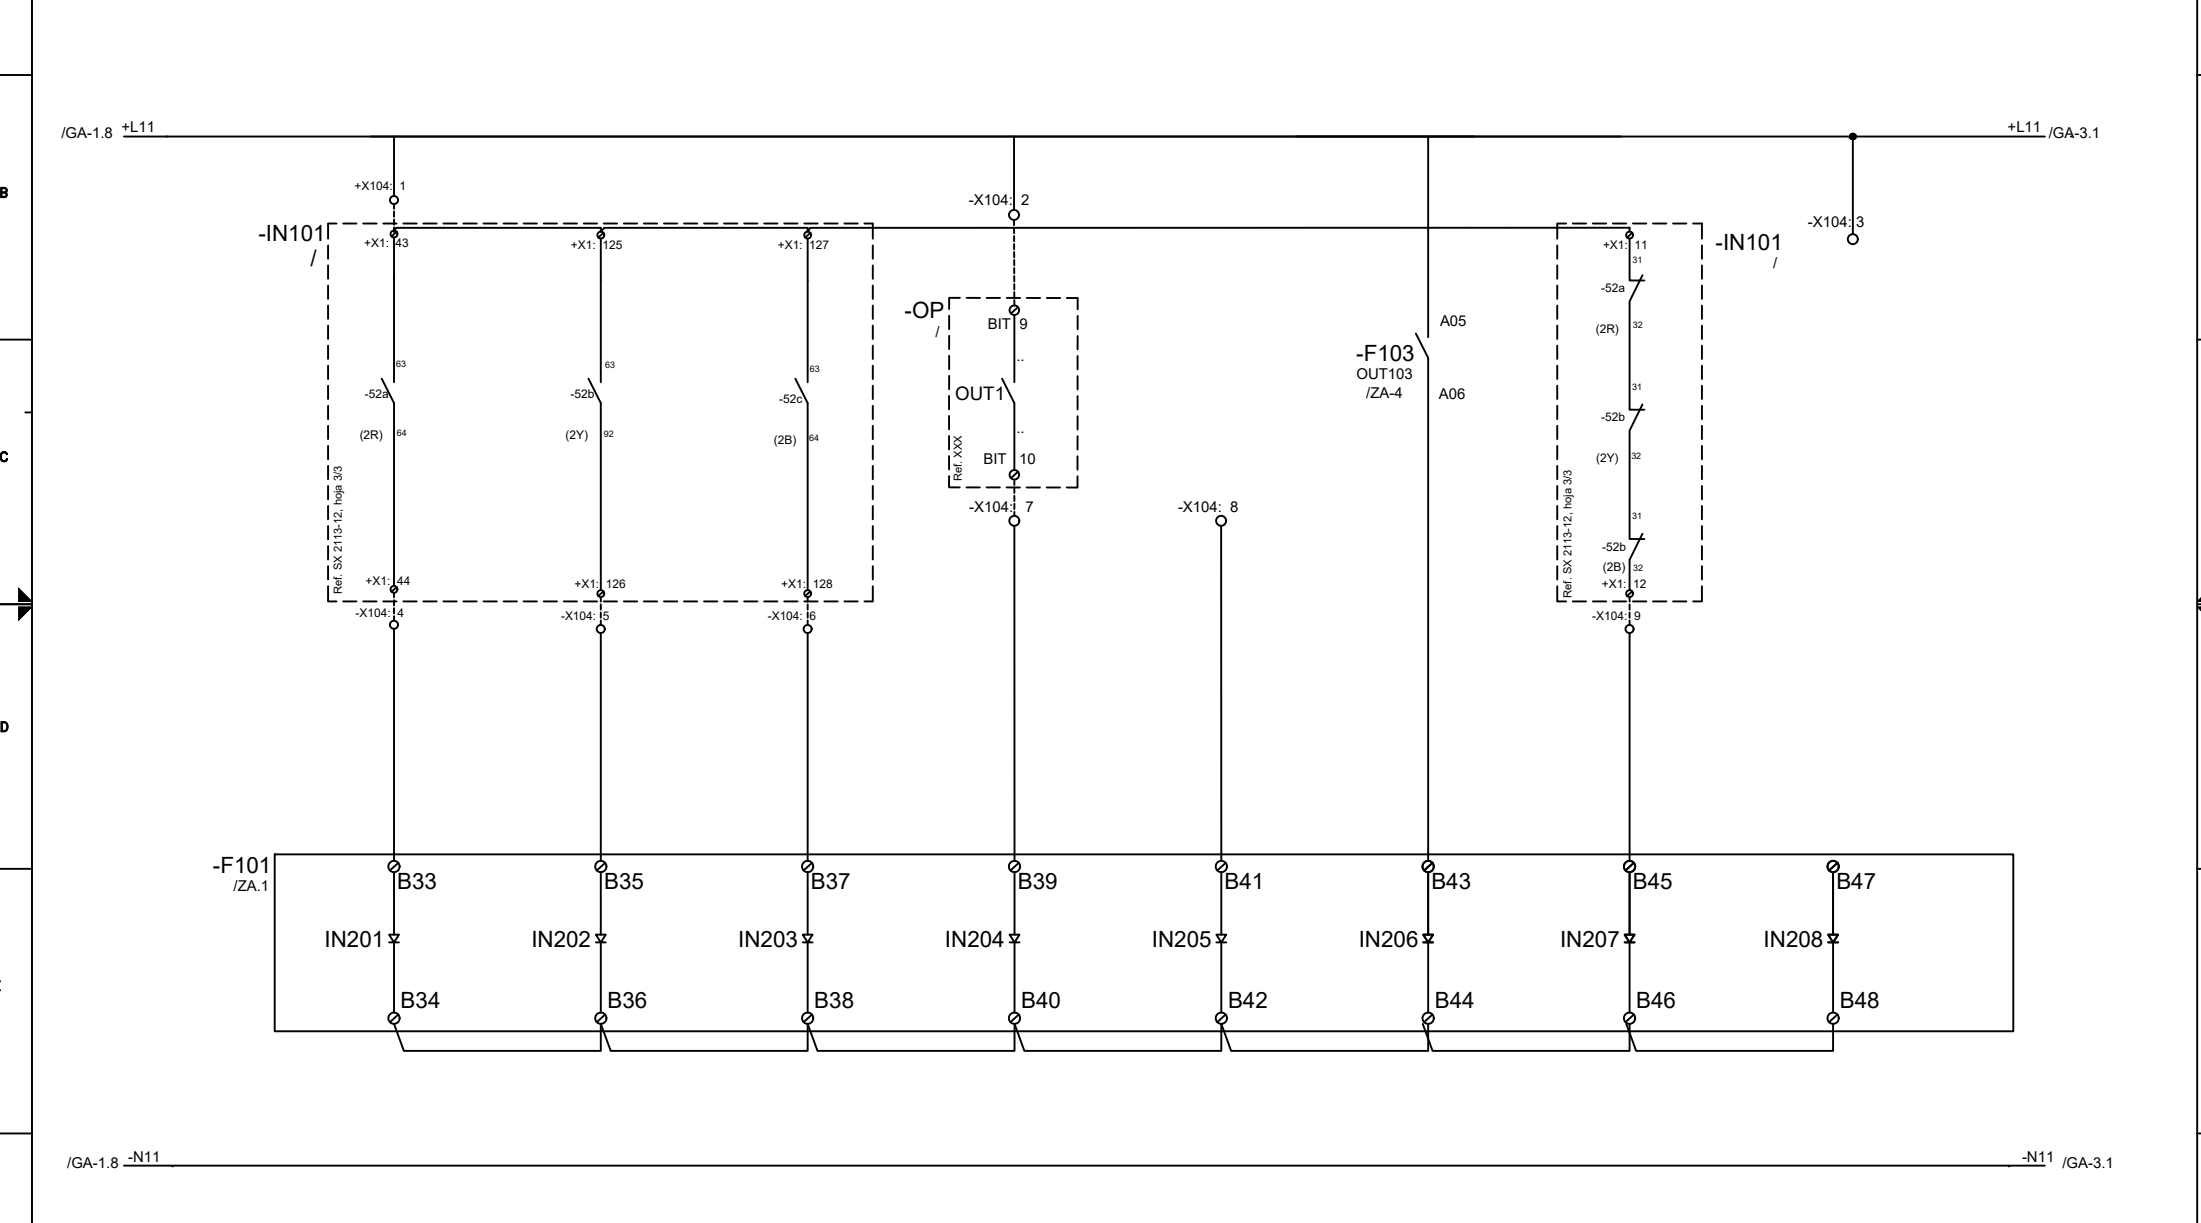 /GA-1.8 +L11
+L11 /GA-3.1
B
+X104: 1
-X104: 2
-X104: 3
-IN101
/
+X1: 43
+X1: 125
+X1: 127
+X1: 11
-IN101
/
31
-52a
(2R) 32
-OP
/
BIT 9
..
OUT1
..
BIT 10
Ref. XXX
A05
-F103
OUT103
/ZA-4
A06
63
-52a
(2R) 64
63
-52b
(2Y) 92
63
-52c
(2B) 64
31
-52b
(2Y) 32
C
Ref. SX 2113-12, hoja 3/3
Ref. SX 2113-12, hoja 3/3
-X104: 7
-X104: 8
31
-52b
(2B) 32
+X1: 44
+X1: 126
+X1: 128
+X1: 12
-X104: 4
-X104: 5
-X104: 6
-X104: 9
D
-F101
/ZA.1
B33 B35 B37 B39 B41 B43 B45 B47
IN201 IN202 IN203 IN204 IN205 IN206 IN207 IN208
B34 B36 B38 B40 B42 B44 B46 B48
/GA-1.8 -N11
-N11 /GA-3.1